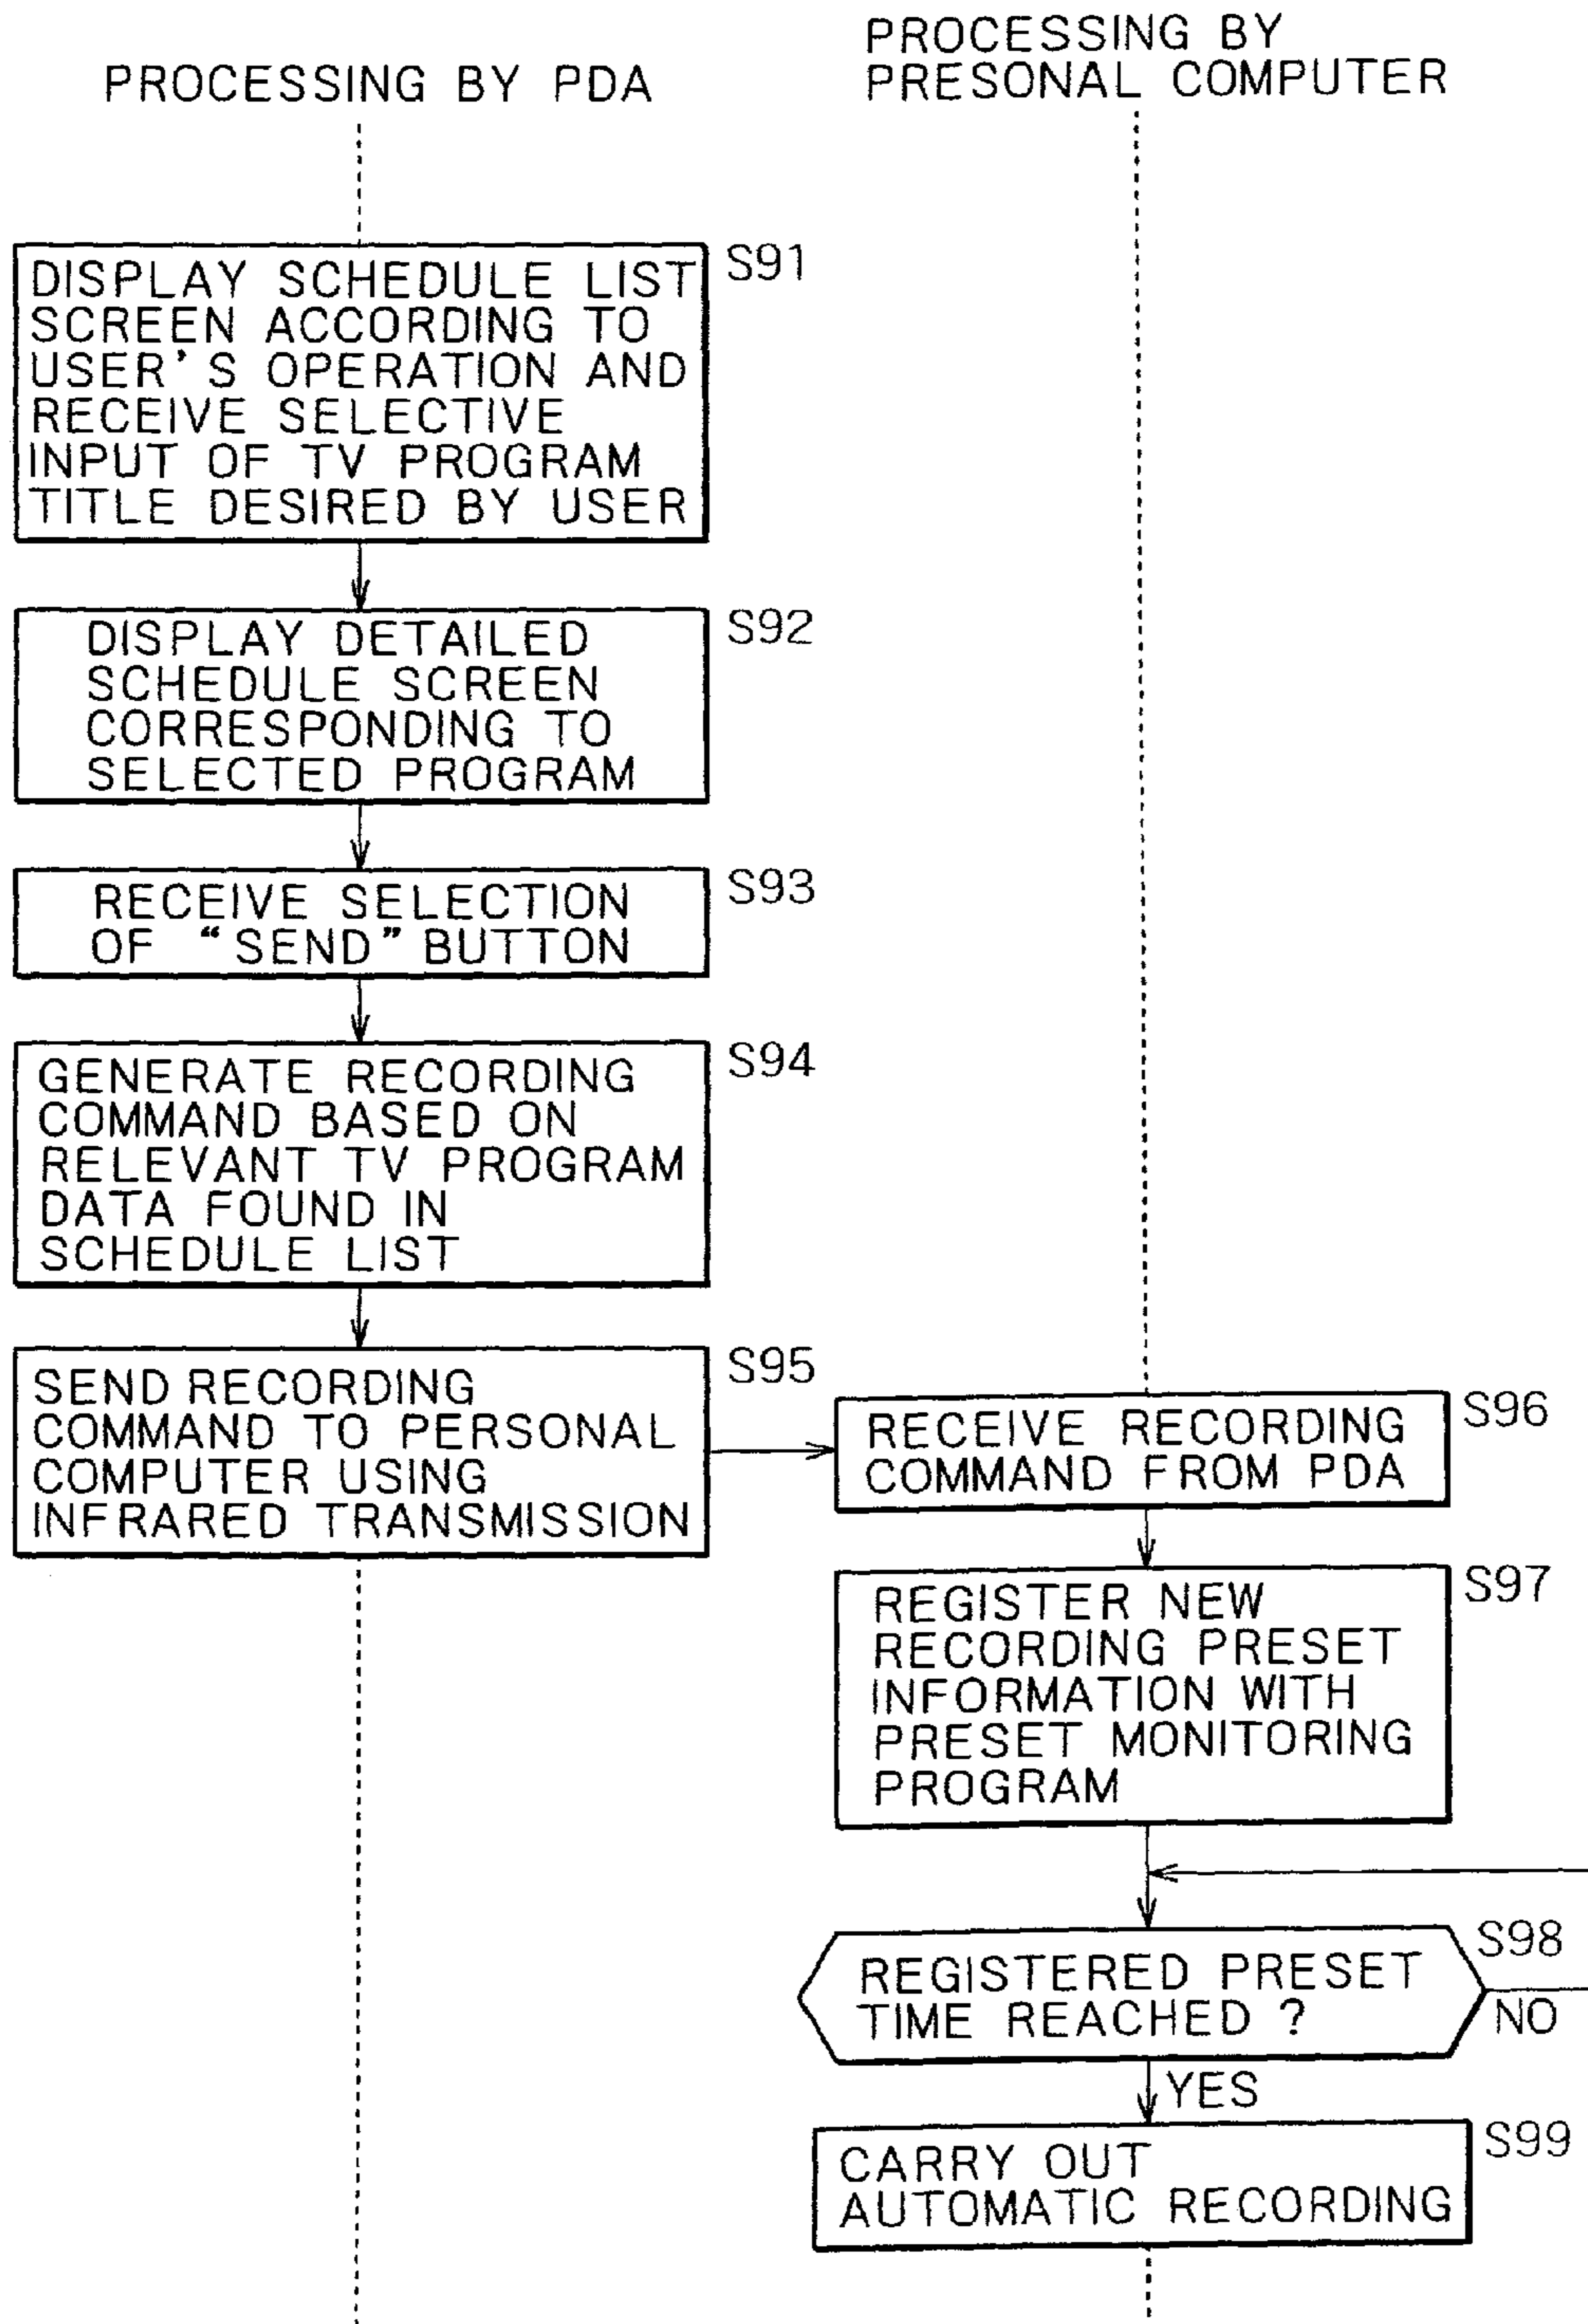 PROCESSING BY PDA
PROCESSING BY
PRESONAL COMPUTER
DISPLAY SCHEDULE LIST
SCREEN ACCORDING TO
USER'S OPERATION AND
RECEIVE SELECTIVE
INPUT OF TV PROGRAM
TITLE DESIRED BY USER
S91
DISPLAY DETAILED
SCHEDULE SCREEN
CORRESPONDING TO
SELECTED PROGRAM
S92
RECEIVE SELECTION
OF “SEND” BUTTON
S93
GENERATE RECORDING
COMMAND BASED ON
RELEVANT TV PROGRAM
DATA FOUND IN
SCHEDULE LIST
S94
SEND RECORDING
COMMAND TO PERSONAL
COMPUTER USING
INFRARED TRANSMISSION
S95
RECEIVE RECORDING
COMMAND FROM PDA
S96
REGISTER NEW
RECORDING PRESET
INFORMATION WITH
PRESET MONITORING
PROGRAM
S97
REGISTERED PRESET
TIME REACHED ?
S98
NO
YES
CARRY OUT
AUTOMATIC RECORDING
S99